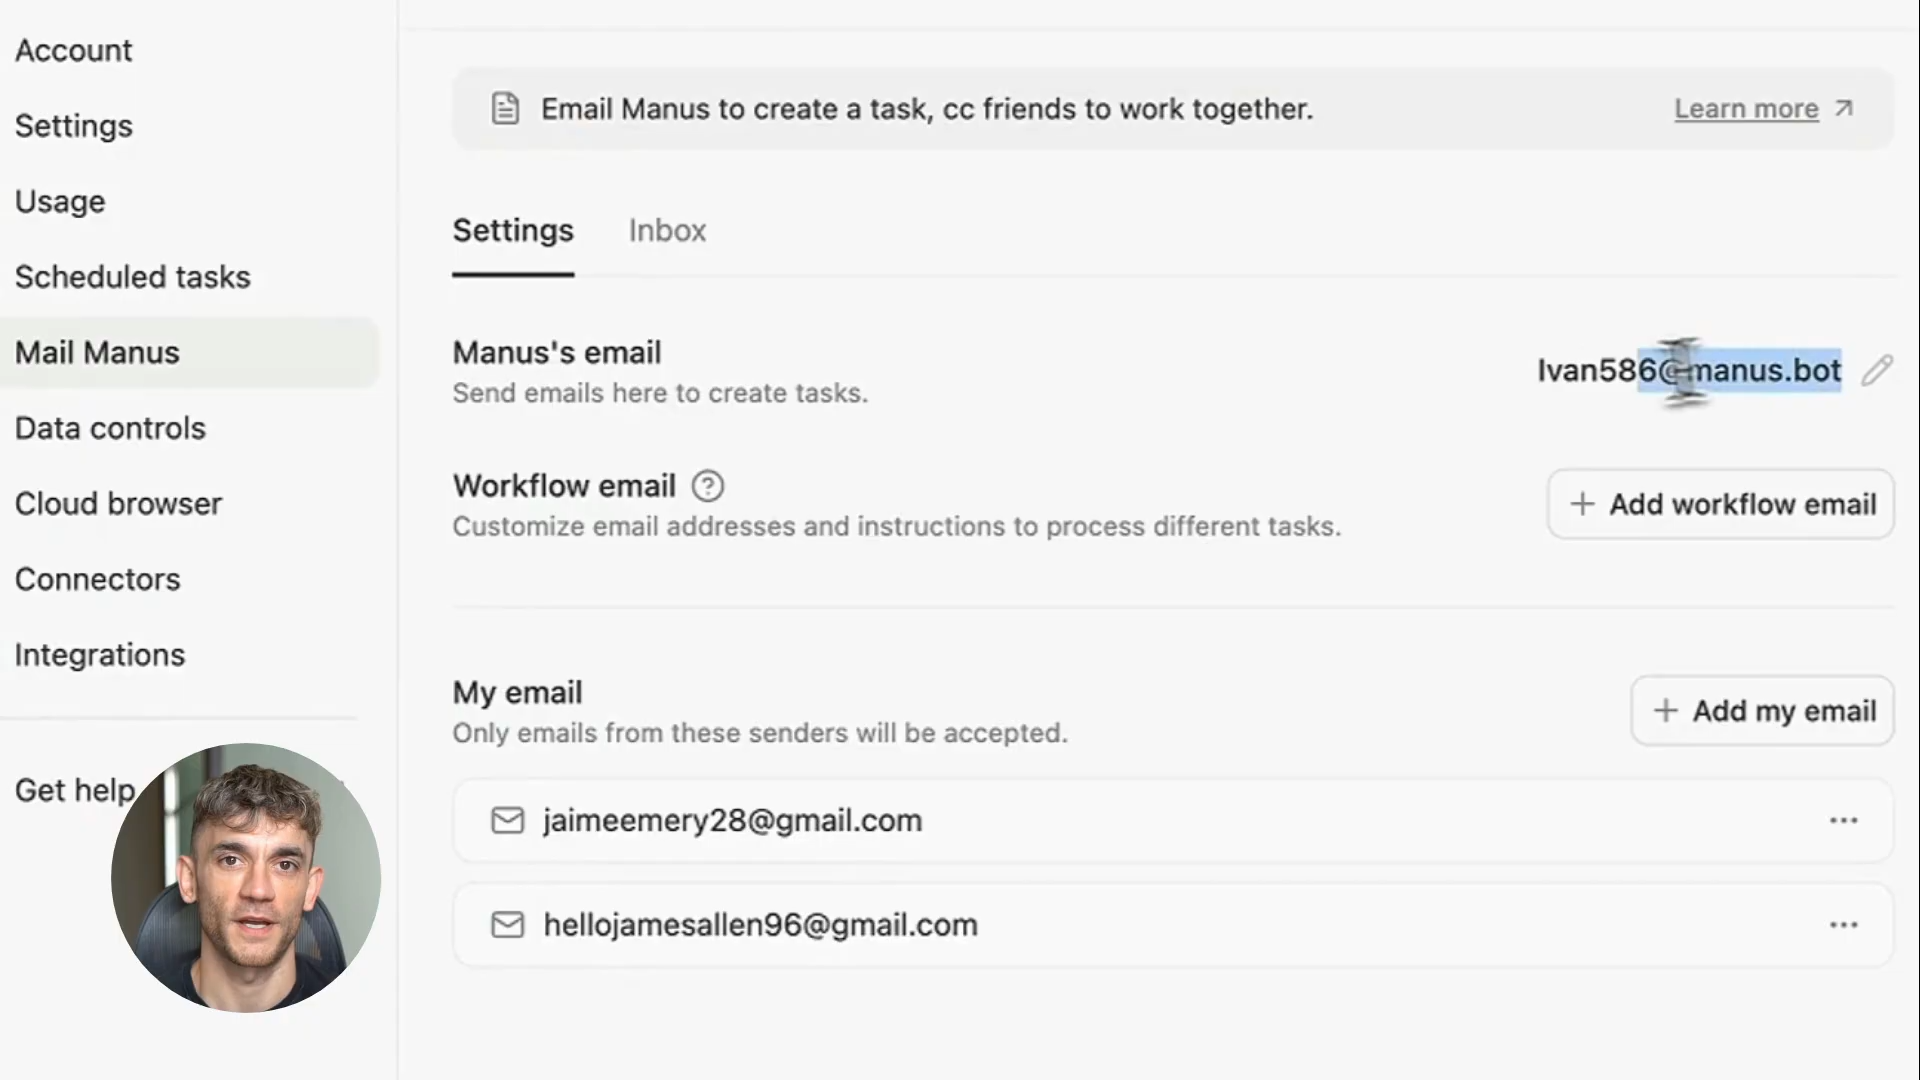 Account
Settings
Usage
Scheduled tasks
Mail Manus
Data controls
Cloud browser
Connectors
Integrations
Get help
Email Manus to create a task, cc friends to work together.
Learn more
Settings
Inbox
Manus's email
Send emails here to create tasks.
Ivan586@manus.bot
Workflow email
Customize email addresses and instructions to process different tasks.
+ Add workflow email
My email
Only emails from these senders will be accepted.
+ Add my email
jaimeemery28@gmail.com
hellojamesallen96@gmail.com